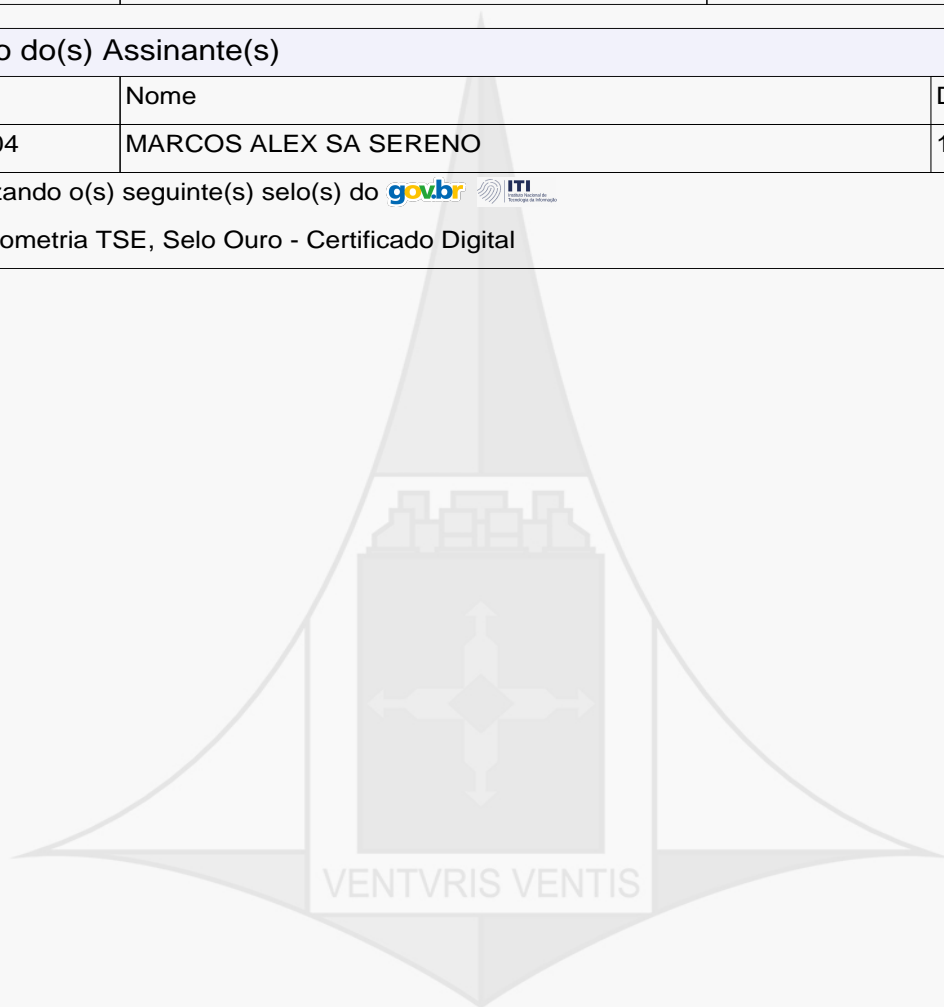 o do(s) Assinante(s)
Nome
04 MARCOS ALEX SA SERENO 1
zando o(s) seguinte(s) selo(s) do gov.br ITI
ometria TSE, Selo Ouro - Certificado Digital
VENTVRIS VENTIS